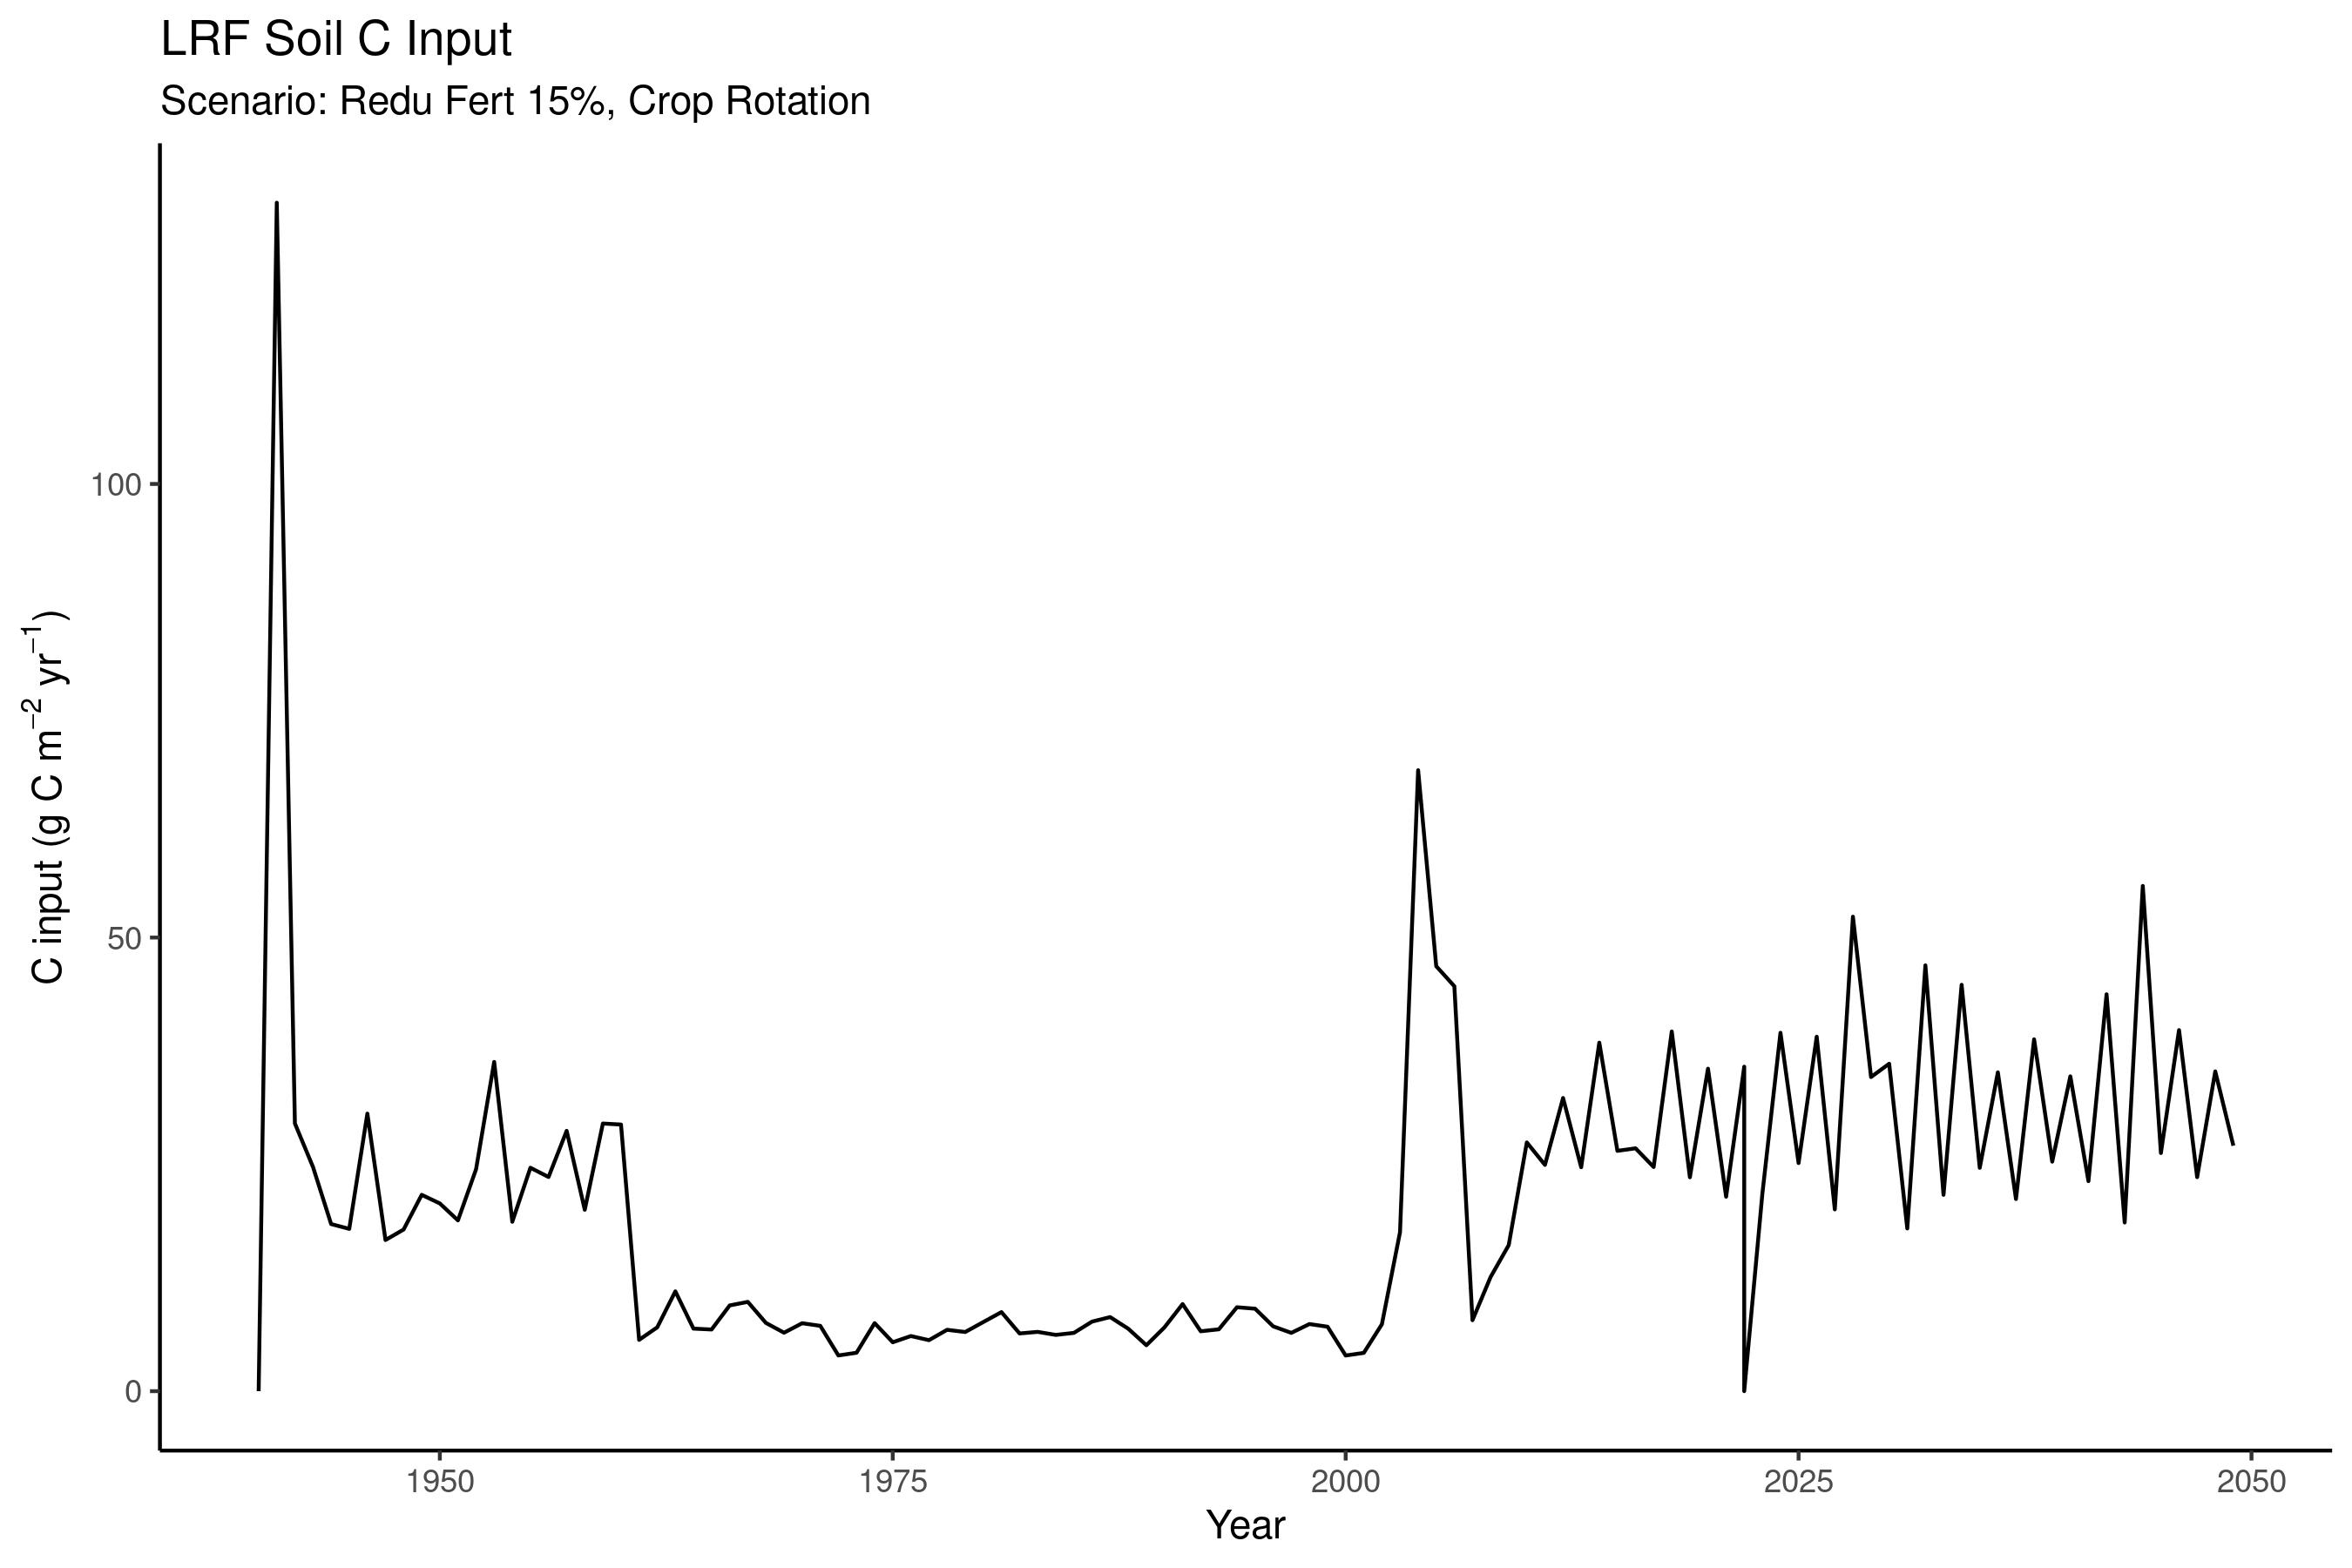 LRF Soil C Input
Scenario: Redu Fert 15%, Crop Rotation
C input (g C m⁻² yr⁻¹)
100
50
0
1950 1975 2000 2025 2050
Year